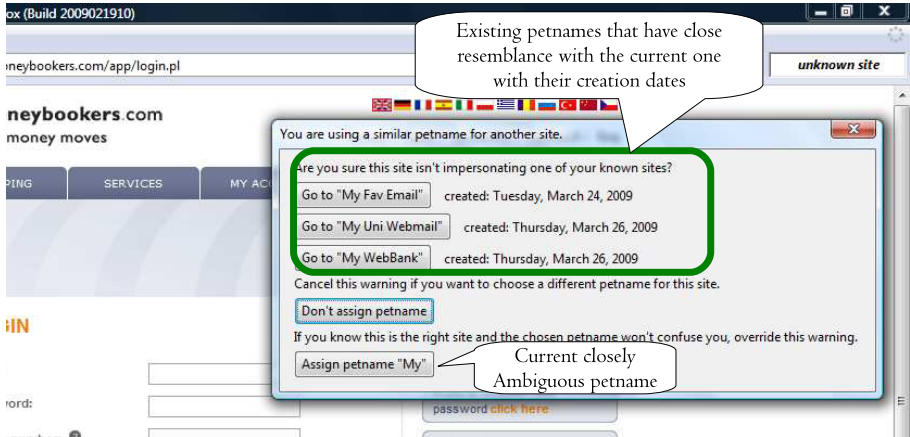 ox (Build 2009021910)
Existing petnames that have close
resemblance with the current one
with their creation dates
oneybookers.com/app/login.pl
unknown site
neybookers.com
money moves
You are using a similar petname for another site.
Are you sure this site isn't impersonating one of your known sites?
PING
SERVICES
MY AC
Go to "My Fav Email"
created: Tuesday, March 24, 2009
Go to "My Uni Webmail"
created: Thursday, March 26, 2009
Go to "My WebBank"
created: Thursday, March 26, 2009
Cancel this warning if you want to choose a different petname for this site.
Don't assign petname
GIN
If you know this is the right site and the chosen petname won't confuse you, override this warning.
Assign petname "My"
Current closely
Ambiguous petname
word:
password click here